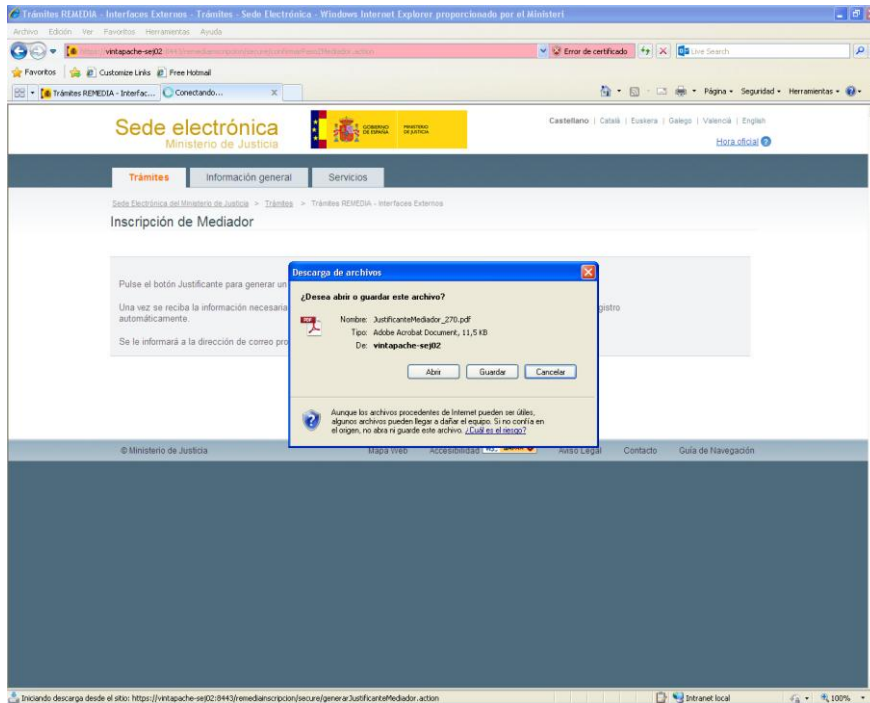 Trámites REMEDIA - Interfaces Externos - Trámites - Sede Electrónica - Windows Internet Explorer proporcionado por el Ministeri
Archivo Edición Ver Favoritos Herramientas Ayuda
vintapache-sej02 Error de certificado Live Search
Favoritos Customize Links Free Hotmail
Trámites REMEDIA - Interfac... Conectando... Página Seguridad Herramientas
Sede electrónica
Ministerio de Justicia
GOBIERNO DE ESPAÑA MINISTERIO DE JUSTICIA
Castellano | Català | Euskera | Galego | Valencià | English
Hora oficial
Trámites Información general Servicios
Sede Electrónica del Ministerio de Justicia > Trámites > Trámites REMEDIA - Interfaces Externos
Inscripción de Mediador
Pulse el botón Justificante para generar un
Una vez se reciba la información necesaria gistro
automáticamente.
Se le informará a la dirección de correo pro
Descarga de archivos
¿Desea abrir o guardar este archivo?
Nombre: JustificanteMediador_270.pdf
Tipo: Adobe Acrobat Document, 11,5 KB
De: vintapache-sej02
Abrir Guardar Cancelar
Aunque los archivos procedentes de Internet pueden ser útiles,
algunos archivos pueden llegar a dañar el equipo. Si no confía en
el origen, no abra ni guarde este archivo. ¿Cuál es el riesgo?
© Ministerio de Justicia Mapa Web Accesibilidad Aviso Legal Contacto Guía de Navegación
Iniciando descarga desde el sitio: https://vintapache-sej02:8443/remediainscripcion/secure/generarJustificanteMediador.action Intranet local 100%